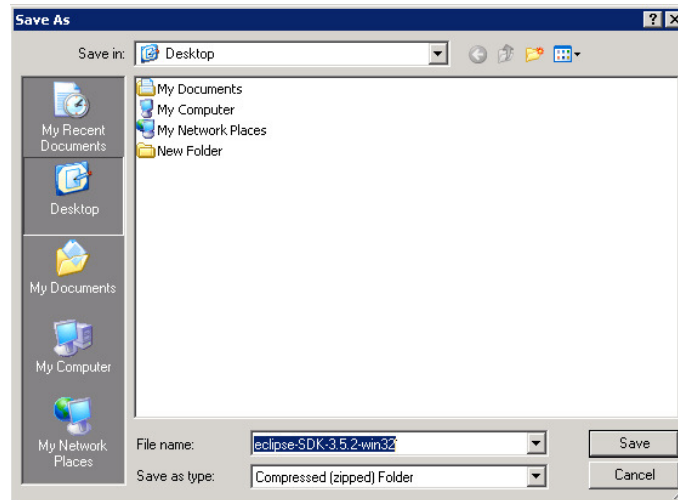 Save As
Save in:
Desktop
My Recent
Documents
Desktop
My Documents
My Computer
My Network
Places
My Documents
My Computer
My Network Places
New Folder
File name:
eclipse-SDK-3.5.2-win32
Save
Save as type:
Compressed (zipped) Folder
Cancel